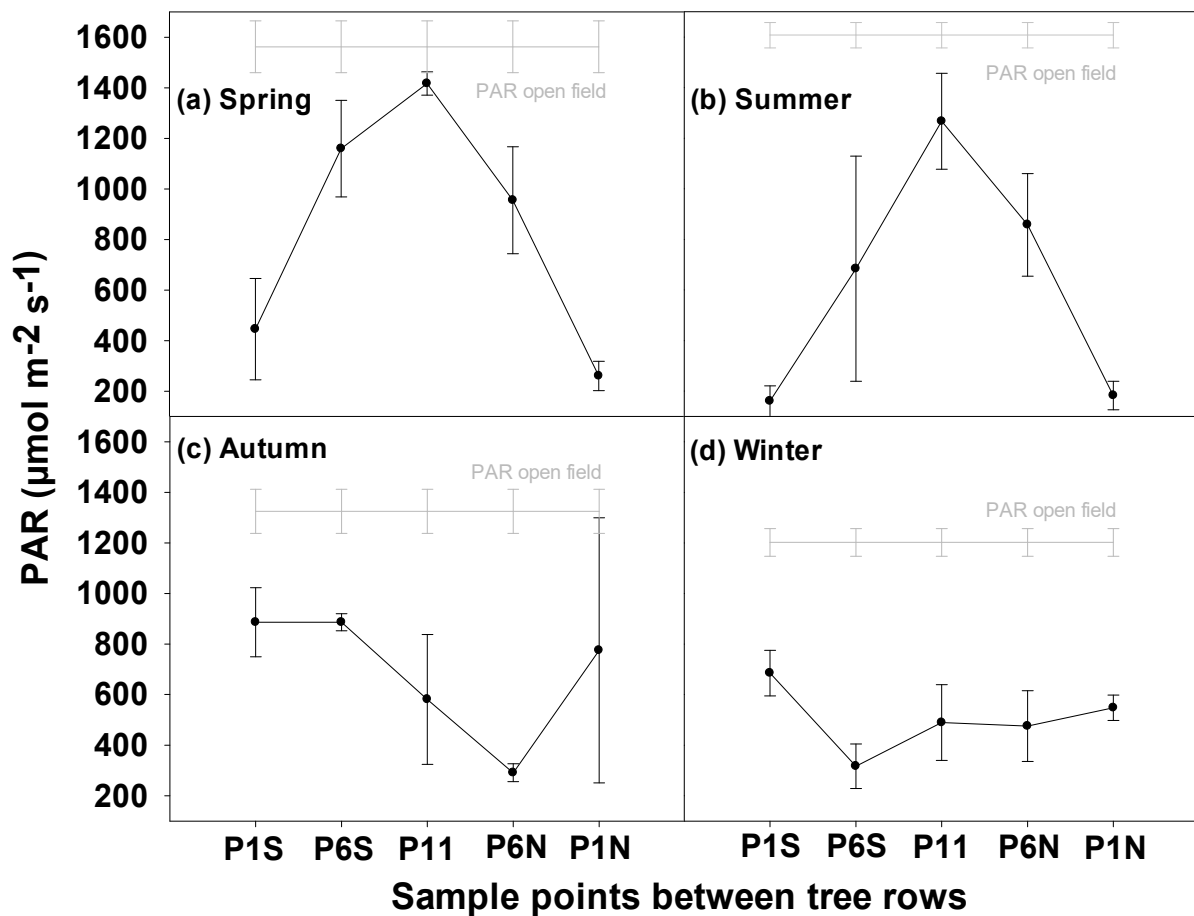 PAR (µmol m-2 s-1)
1600
1400
1200
1000
800
600
400
200
(a) Spring
PAR open field
(b) Summer
PAR open field
1600
1400
1200
1000
800
600
400
200
(c) Autumn
PAR open field
(d) Winter
PAR open field
P1S P6S P11 P6N P1N
P1S P6S P11 P6N P1N
Sample points between tree rows